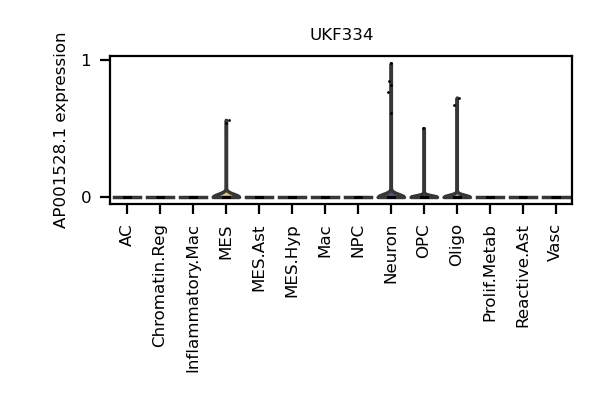 UKF334
AP001528.1 expression
1
0
AC
Chromatin.Reg
Inflammatory.Mac
MES
MES.Ast
MES.Hyp
Mac
NPC
Neuron
OPC
Oligo
Prolif.Metab
Reactive.Ast
Vasc